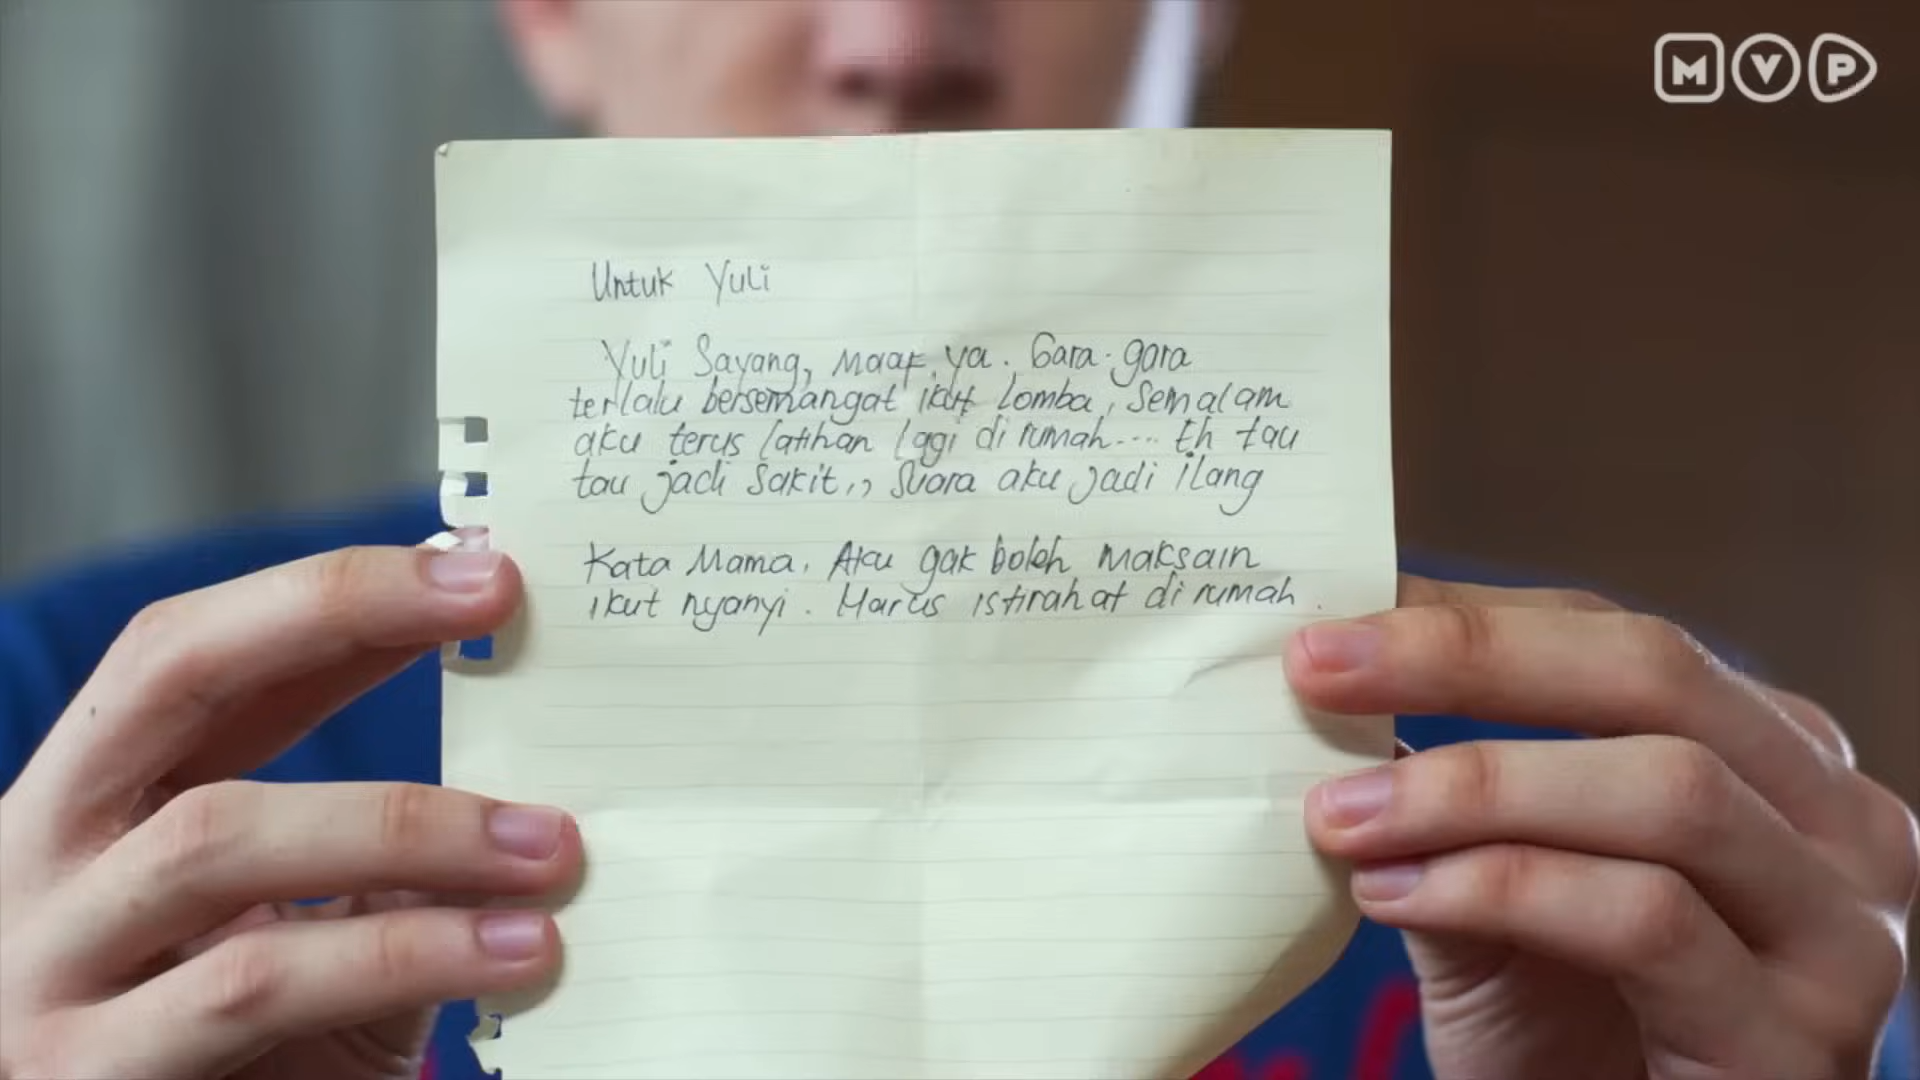 MVP
Untuk Yuli
Yuli Sayang, Maaf ya. Gara-gara
terlalu bersemangat ikut Lomba, Semalam
aku terus latihan lagi di rumah.... Eh tau
tau jadi Sakit,, Suara aku jadi ilang
Kata Mama, Aku gak boleh maksain
ikut nyanyi. Harus istirahat di rumah.